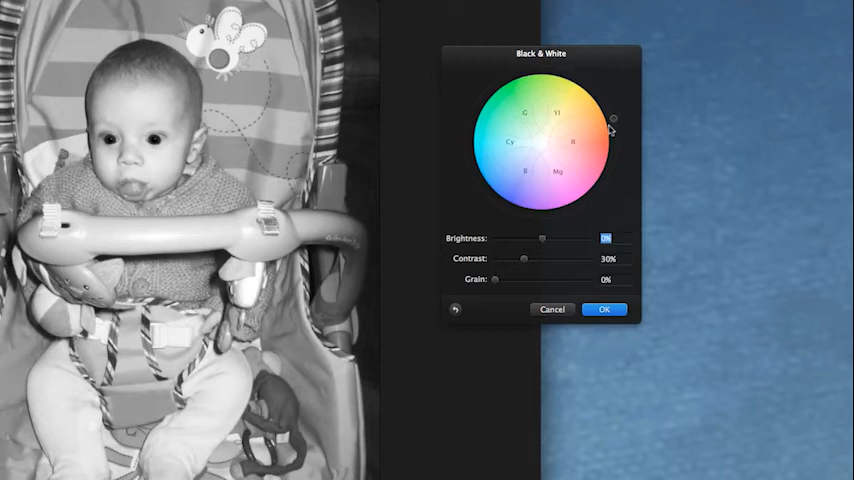 Black & White
G
Yl
Cy
R
B
Mg
Brightness: 0%
Contrast: 30%
Grain: 0%
Cancel
OK